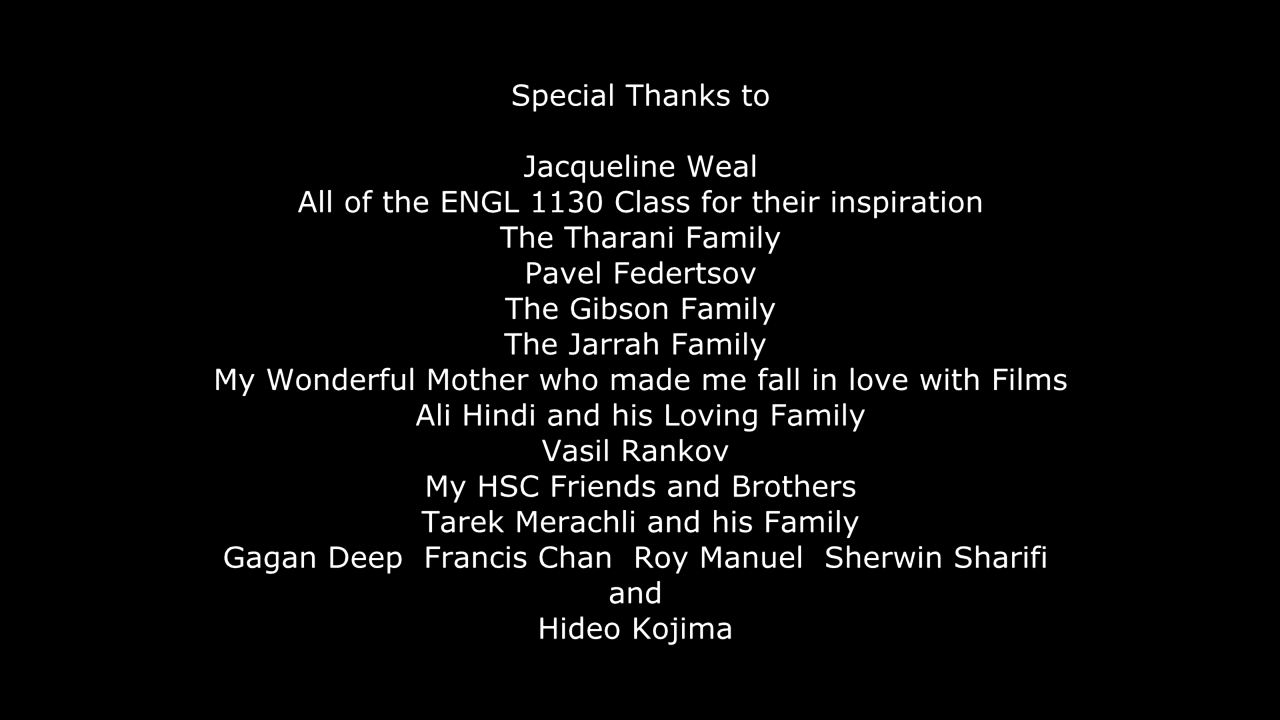 Special Thanks to
Jacqueline Weal
All of the ENGL 1130 Class for their inspiration
The Tharani Family
Pavel Federtsov
The Gibson Family
The Jarrah Family
My Wonderful Mother who made me fall in love with Films
Ali Hindi and his Loving Family
Vasil Rankov
My HSC Friends and Brothers
Tarek Merachli and his Family
Gagan Deep  Francis Chan  Roy Manuel  Sherwin Sharifi
and
Hideo Kojima